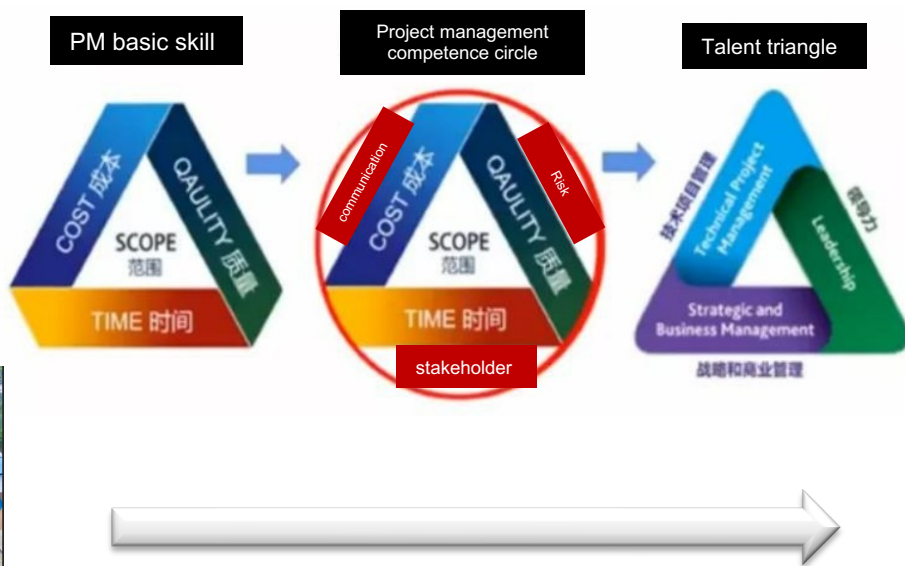 PM basic skill
COST 成本
QAULITY 质量
SCOPE
范围
TIME 时间
Project management
competence circle
communication
COST 成本
Risk
QAULITY 质量
SCOPE
范围
TIME 时间
stakeholder
Talent triangle
技术项目管理
Technical Project
Management
领导力
Leadership
Strategic and
Business Management
战略和商业管理